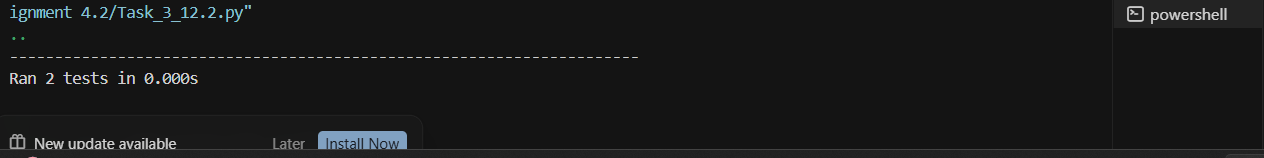 ignment 4.2/Task_3_12.2.py"
powershell
..
----------------------------------------------------------------------
Ran 2 tests in 0.000s
New update available Later Install Now